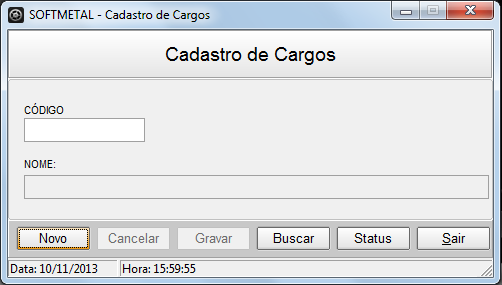 SOFTMETAL - Cadastro de Cargos
Cadastro de Cargos
CÓDIGO
NOME:
Novo Cancelar Gravar Buscar Status Sair
Data: 10/11/2013 Hora: 15:59:55